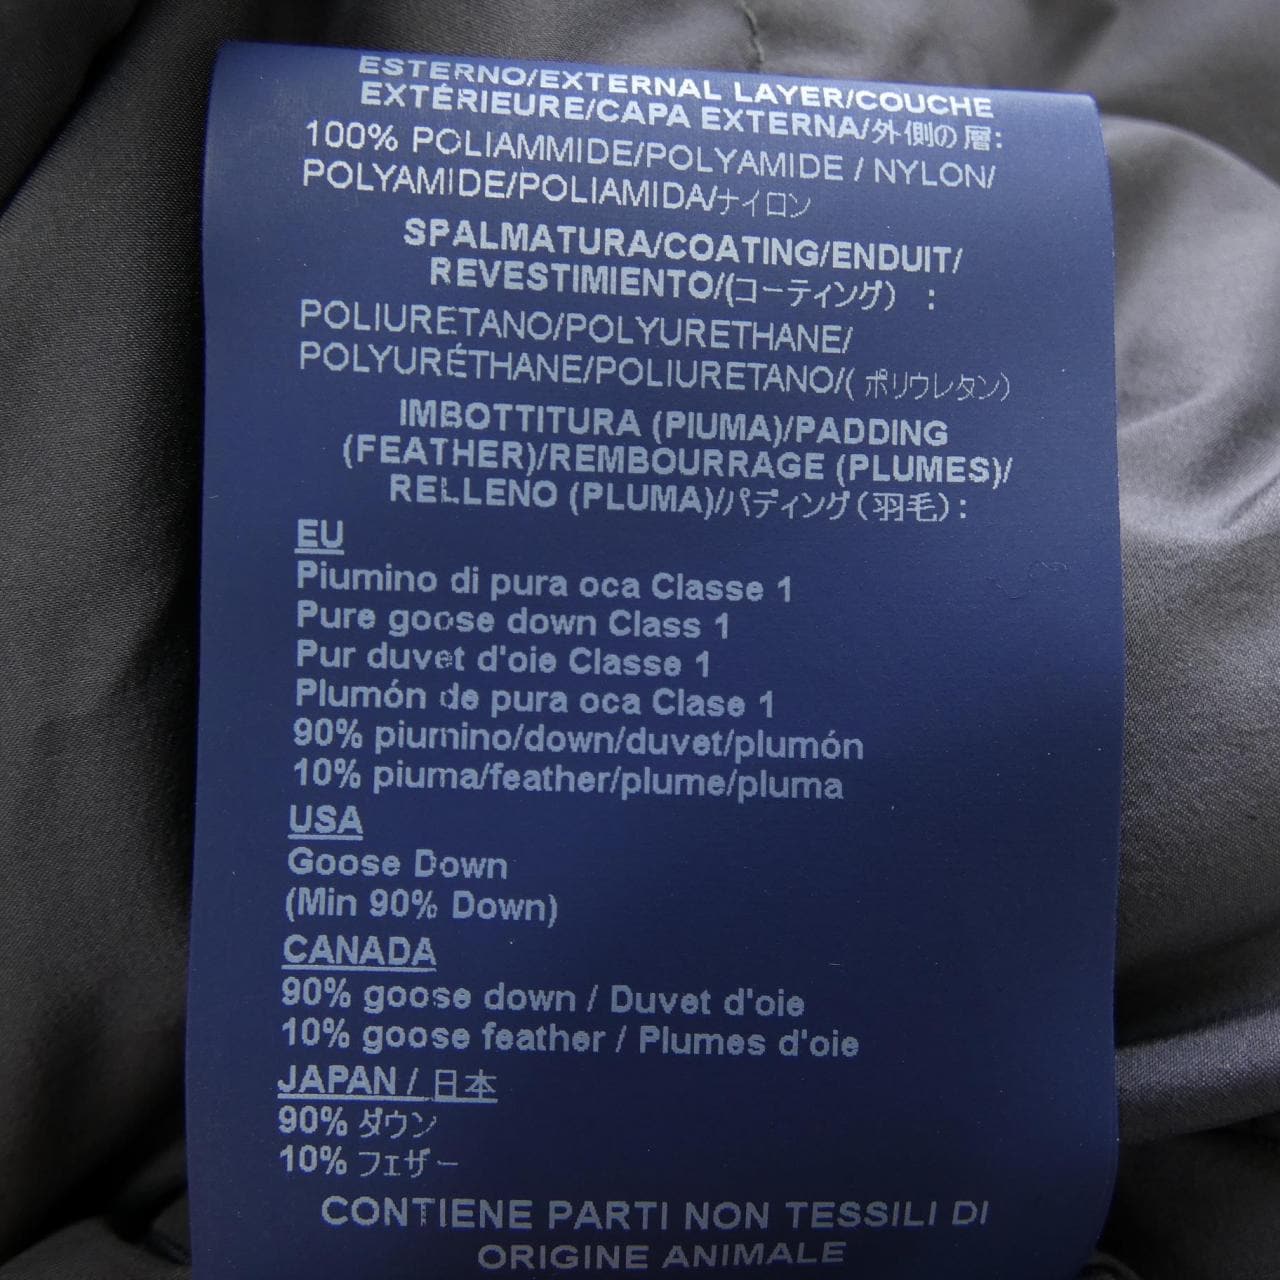 ESTERNO/EXTERNAL LAYER/COUCHE
EXTÉRIEURE/CAPA EXTERNA/外側の層:
100% POLIAMMIDE/POLYAMIDE / NYLON/
POLYAMIDE/POLIAMIDA/ナイロン
SPALMATURA/COATING/ENDUIT/
REVESTIMIENTO/(コーティング) :
POLIURETANO/POLYURETHANE/
POLYURÉTHANE/POLIURETANO/(ポリウレタン)
IMBOTTITURA (PIUMA)/PADDING
(FEATHER)/REMBOURRAGE (PLUMES)/
RELLENO (PLUMA)/パディング(羽毛):
EU
Piumino di pura oca Classe 1
Pure goose down Class 1
Pur duvet d'oie Classe 1
Plumón de pura oca Clase 1
90% piumino/down/duvet/plumón
10% piuma/feather/plume/pluma
USA
Goose Down
(Min 90% Down)
CANADA
90% goose down / Duvet d'oie
10% goose feather / Plumes d'oie
JAPAN / 日本
90% ダウン
10% フェザー
CONTIENE PARTI NON TESSILI DI
ORIGINE ANIMALE